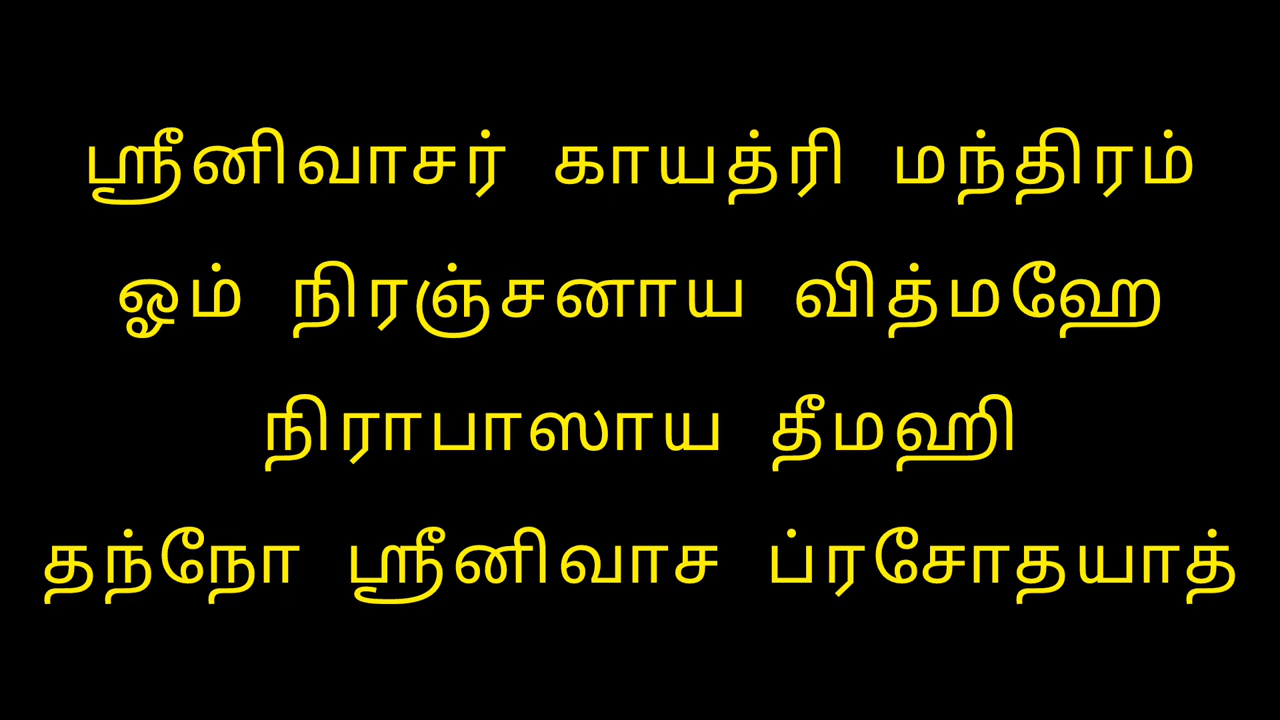 ஸ்ரீனிவாசர் காயத்ரி மந்திரம்
ஓம் நிரஞ்சனாய வித்மஹே
நிராபாஸாய தீமஹி
தந்நோ ஸ்ரீனிவாச ப்ரசோதயாத்